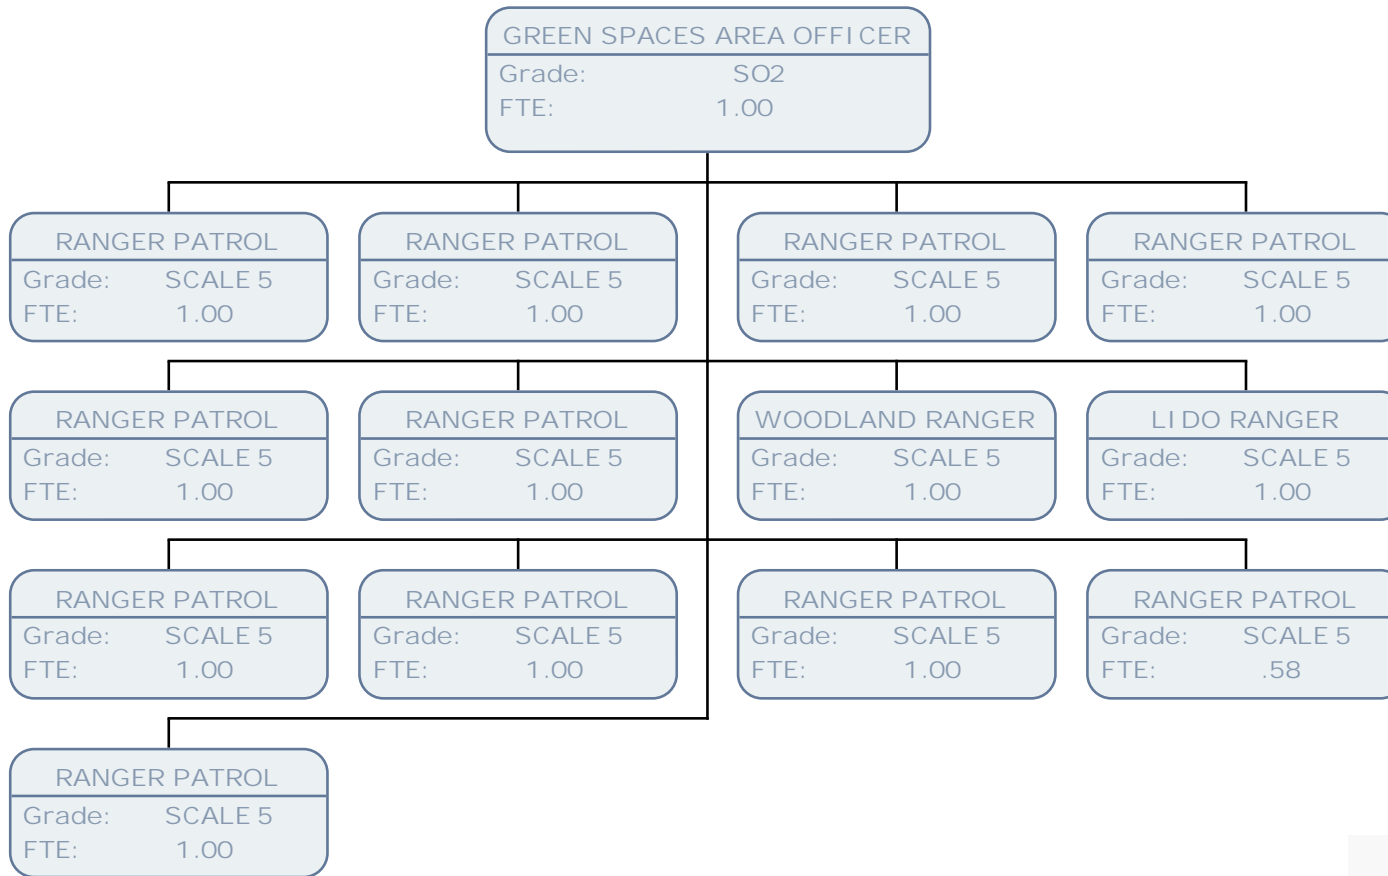 GREEN SPACES AREA OFFICER
Grade: SO2
FTE: 1.00
RANGER PATROL RANGER PATROL RANGER PATROL RANGER PATROL
Grade: SCALE 5 Grade: SCALE 5 Grade: SCALE 5 Grade: SCALE 5
FTE: 1.00 FTE: 1.00 FTE: 1.00 FTE: 1.00
RANGER PATROL RANGER PATROL WOODLAND RANGER LIDO RANGER
Grade: SCALE 5 Grade: SCALE 5 Grade: SCALE 5 Grade: SCALE 5
FTE: 1.00 FTE: 1.00 FTE: 1.00 FTE: 1.00
RANGER PATROL RANGER PATROL RANGER PATROL RANGER PATROL
Grade: SCALE 5 Grade: SCALE 5 Grade: SCALE 5 Grade: SCALE 5
FTE: 1.00 FTE: 1.00 FTE: 1.00 FTE: .58
RANGER PATROL
Grade: SCALE 5
FTE: 1.00